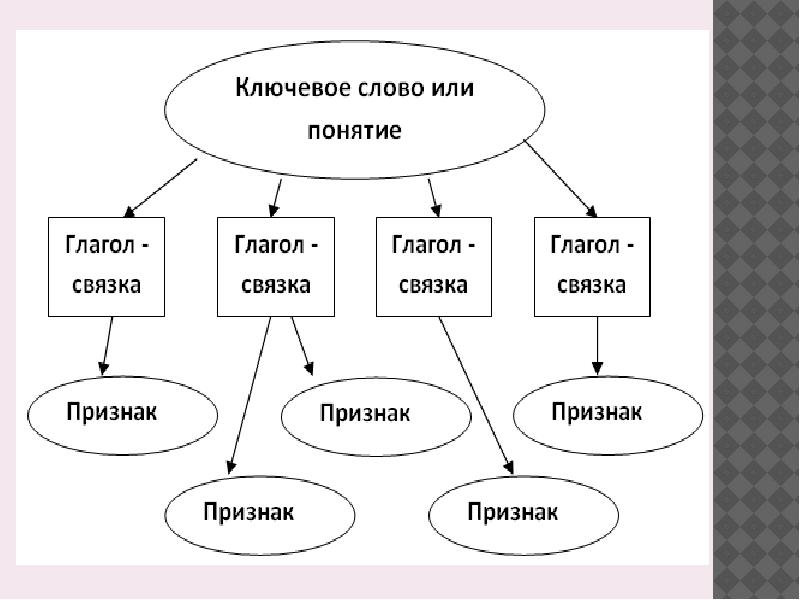 Ключевое слово или
понятие
Глагол -
связка
Глагол -
связка
Глагол -
связка
Глагол -
связка
Признак
Признак
Признак
Признак
Признак